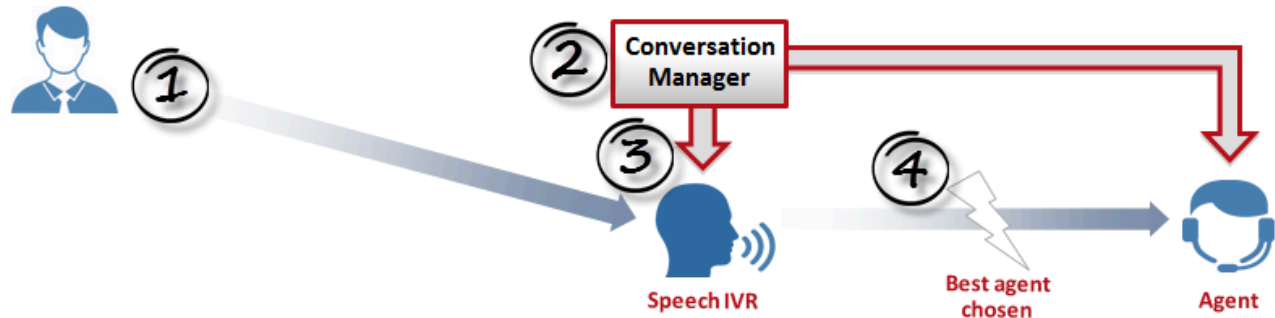 1
2
Conversation
Manager
3
4
Speech IVR
Best agent
chosen
Agent